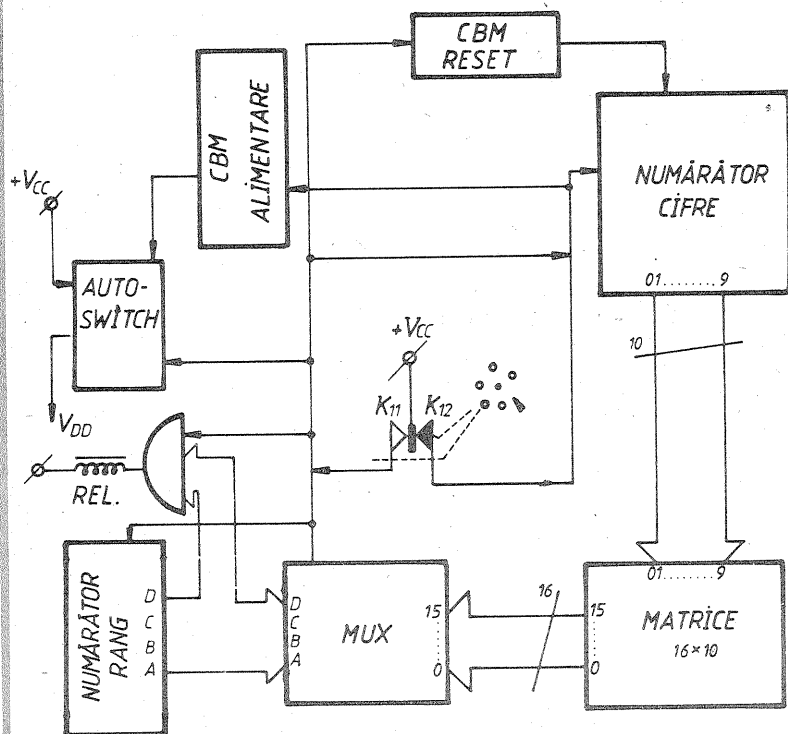 CBM
RESET
CBM
ALIMENTARE
+VCC
NUMĂRĂTOR
CIFRE
01........9
AUTO-
SWITCH
10
+VCC
K11 K12
VDD
REL.
NUMĂRĂTOR
RANG
D
C
B
A
D
C
B
A
MUX
15
0
16
01........9
15
0
MATRICE
16×10